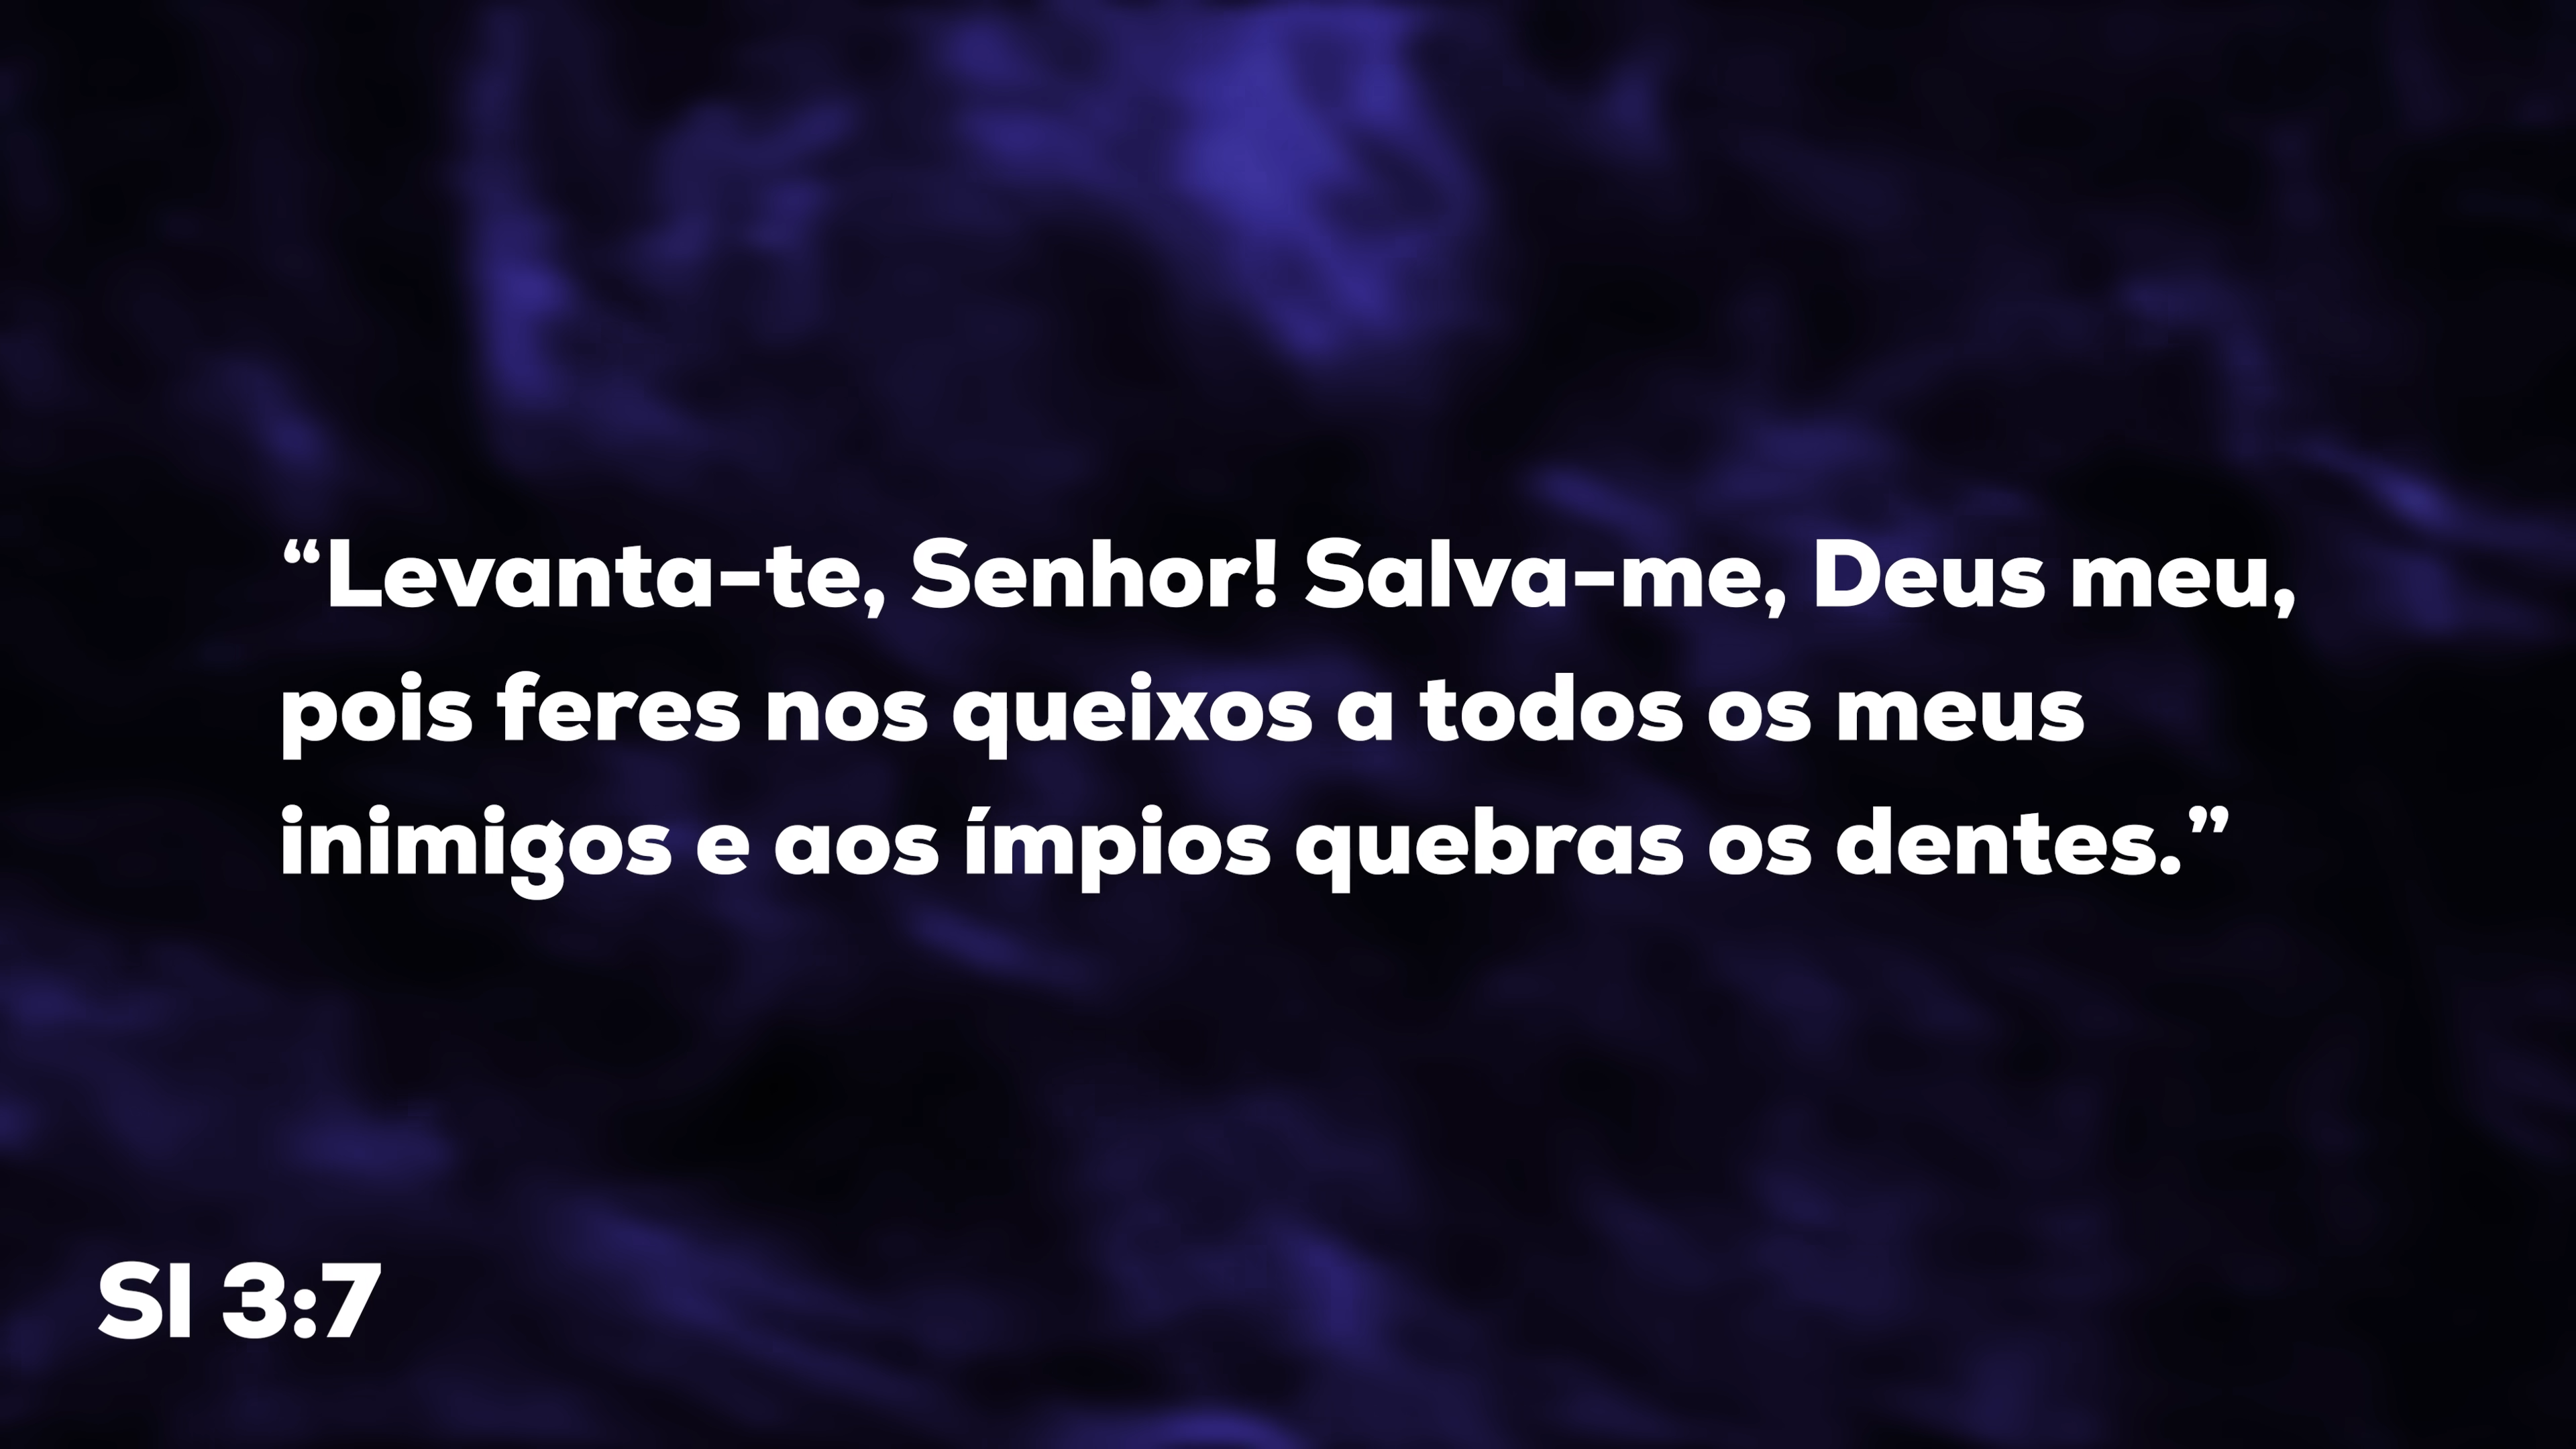 “Levanta-te, Senhor! Salva-me, Deus meu,
pois feres nos queixos a todos os meus
inimigos e aos ímpios quebras os dentes.”
Sl 3:7